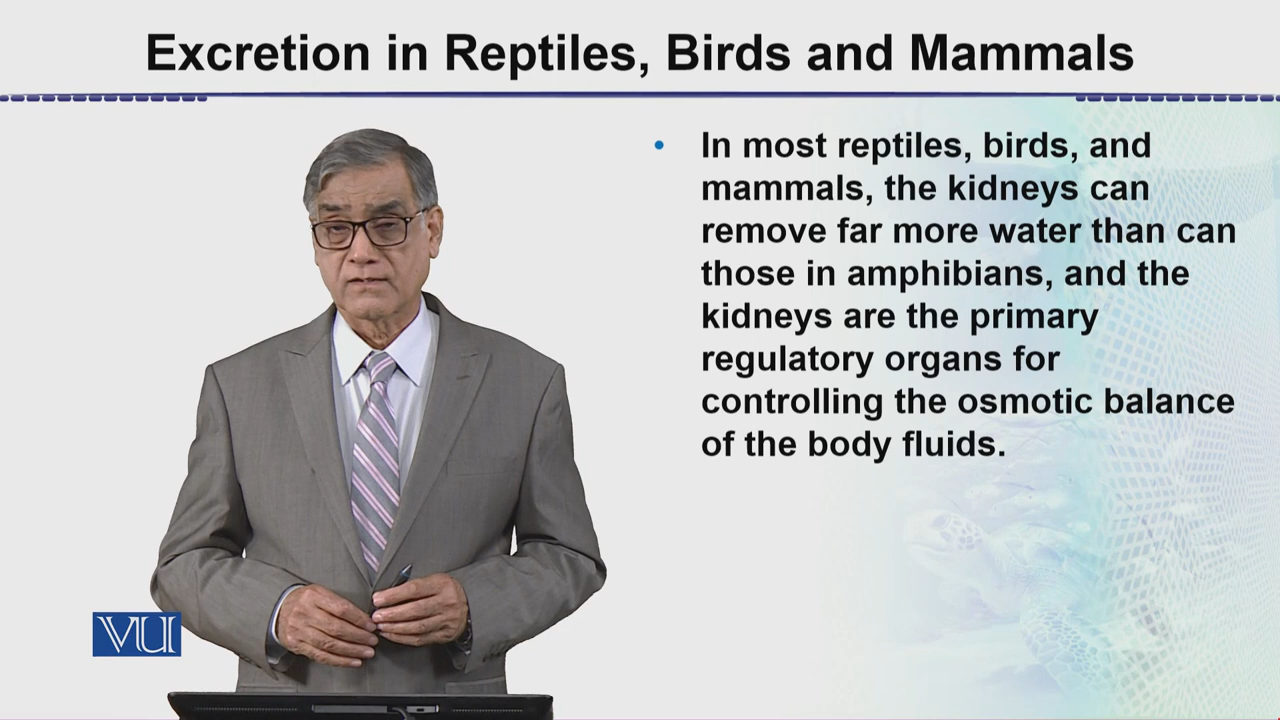 Excretion in Reptiles, Birds and Mammals
• In most reptiles, birds, and
mammals, the kidneys can
remove far more water than can
those in amphibians, and the
kidneys are the primary
regulatory organs for
controlling the osmotic balance
of the body fluids.
VU